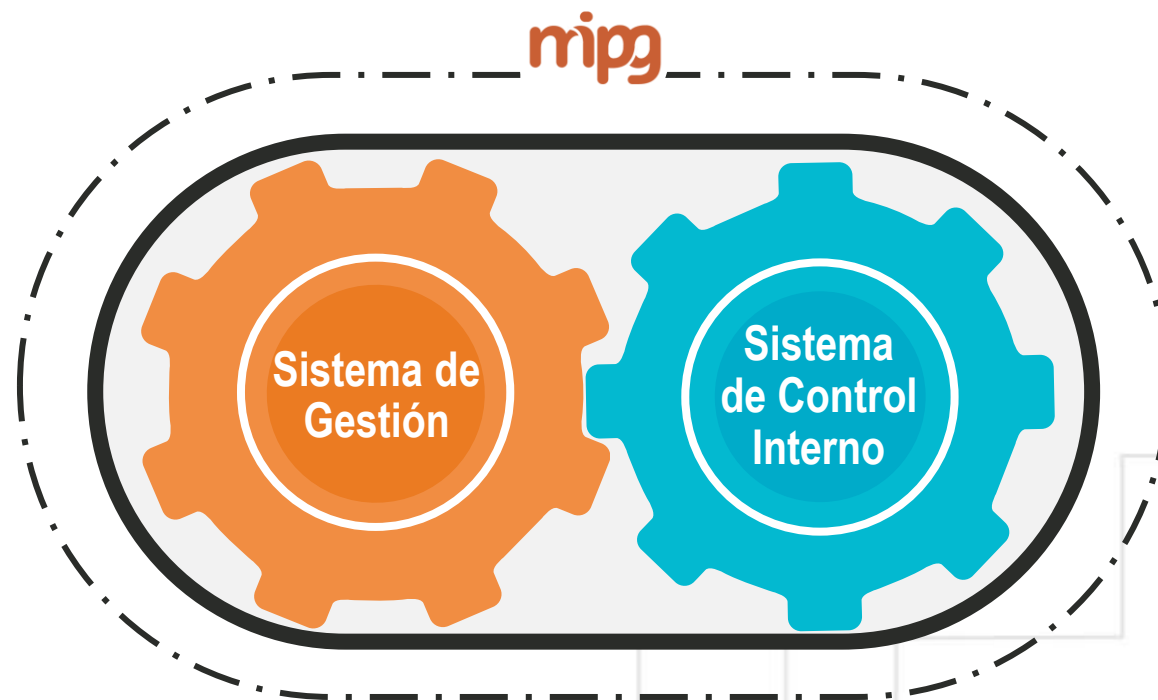 mipg
Sistema de
Gestión
Sistema
de Control
Interno